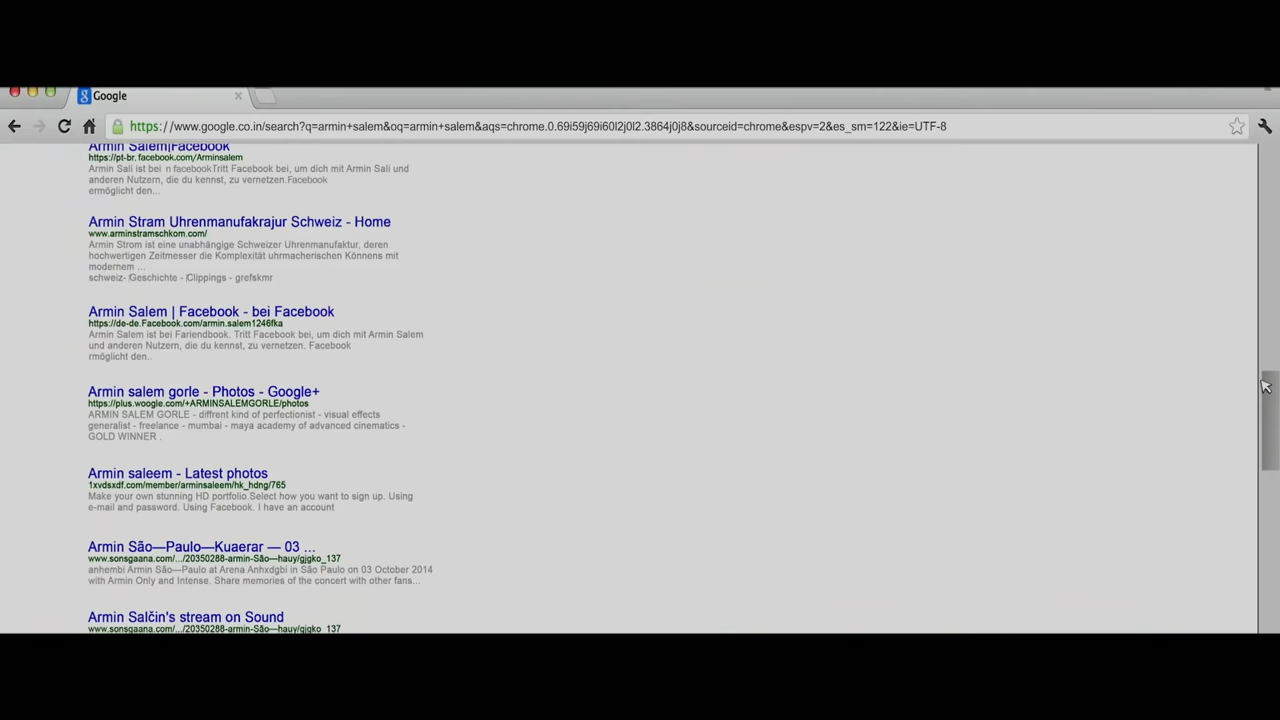 Google
https://www.google.co.in/search?q=armin+salem&oq=armin+salem&aqs=chrome.0.69i59j69i60l2j0l2.3864j0j8&sourceid=chrome&espv=2&es_sm=122&ie=UTF-8
Armin Salem|Facebook
https://pt-br.facebook.com/Arminsalem
Armin Sali ist bei n facebookTritt Facebook bei, um dich mit Armin Sali und
anderen Nutzern, die du kennst, zu vernetzen.Facebook
ermöglicht den...
Armin Stram Uhrenmanufakrajur Schweiz - Home
www.arminstramschkom.com/
Armin Strom ist eine unabhängige Schweizer Uhrenmanufaktur, deren
hochwertigen Zeitmesser die Komplexität uhrmacherischen Könnens mit
modernem ...
schweiz- Geschichte - Clippings - grefskmr
Armin Salem | Facebook - bei Facebook
https://de-de.Facebook.com/armin.salem1246fka
Armin Salem ist bei Fariendbook. Tritt Facebook bei, um dich mit Armin Salem
und anderen Nutzern, die du kennst, zu vernetzen. Facebook
rmöglicht den..
Armin salem gorle - Photos - Google+
https://plus.woogle.com/+ARMINSALEMGORLE/photos
ARMIN SALEM GORLE - diffrent kind of perfectionist - visual effects
generalist - freelance - mumbai - maya academy of advanced cinematics -
GOLD WINNER .
Armin saleem - Latest photos
1xvdsxdf.com/member/arminsaleem/hk_hdng/765
Make your own stunning HD portfolio.Select how you want to sign up. Using
e-mail and password. Using Facebook. I have an account
Armin São—Paulo—Kuaerar — 03 ...
www.sonsgaana.com/.../20350288-armin-São—hauy/gjgko_137
anhembi Armin São—Paulo at Arena Anhxdgbi in São Paulo on 03 October 2014
with Armin Only and Intense. Share memories of the concert with other fans...
Armin Salčin's stream on Sound
www.sonsgaana.com/.../20350288-armin-São—hauy/gjgko_137